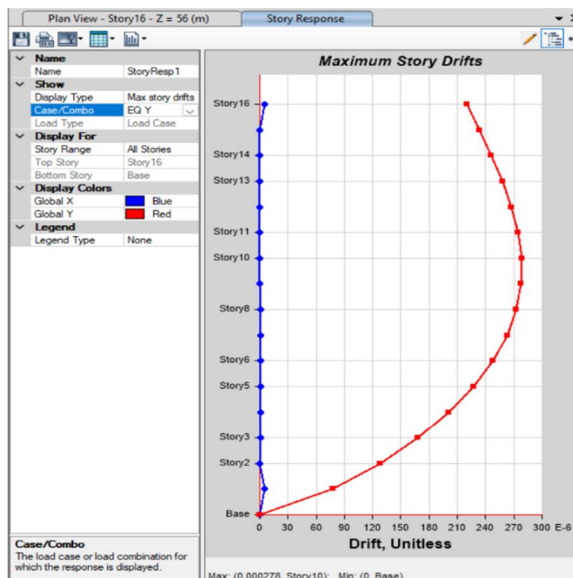 Plan View - Story16 - Z = 56 (m)
Story Response
Name
Name StoryResp1
Show
Display Type Max story drifts
Case/Combo EQ Y
Load Type Load Case
Display For
Story Range All Stories
Top Story Story16
Bottom Story Base
Display Colors
Global X Blue
Global Y Red
Legend
Legend Type None
Case/Combo
The load case or load combination for
which the response is displayed.
Maximum Story Drifts
Story16
Story14
Story13
Story11
Story10
Story8
Story6
Story5
Story3
Story2
Base
0 30 60 90 120 150 180 210 240 270 300 E-6
Drift, Unitless
Max: (0.000278, Story10); Min: (0, Base)